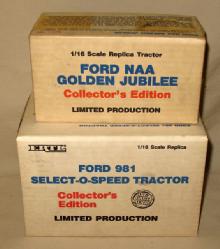 1/16 Scale Replica Tractor
FORD NAA
GOLDEN JUBILEE
Collector's Edition
LIMITED PRODUCTION
ERTL
1/16 Scale Replica
FORD 981
SELECT-O-SPEED TRACTOR
Collector's
Edition
LIMITED PRODUCTION